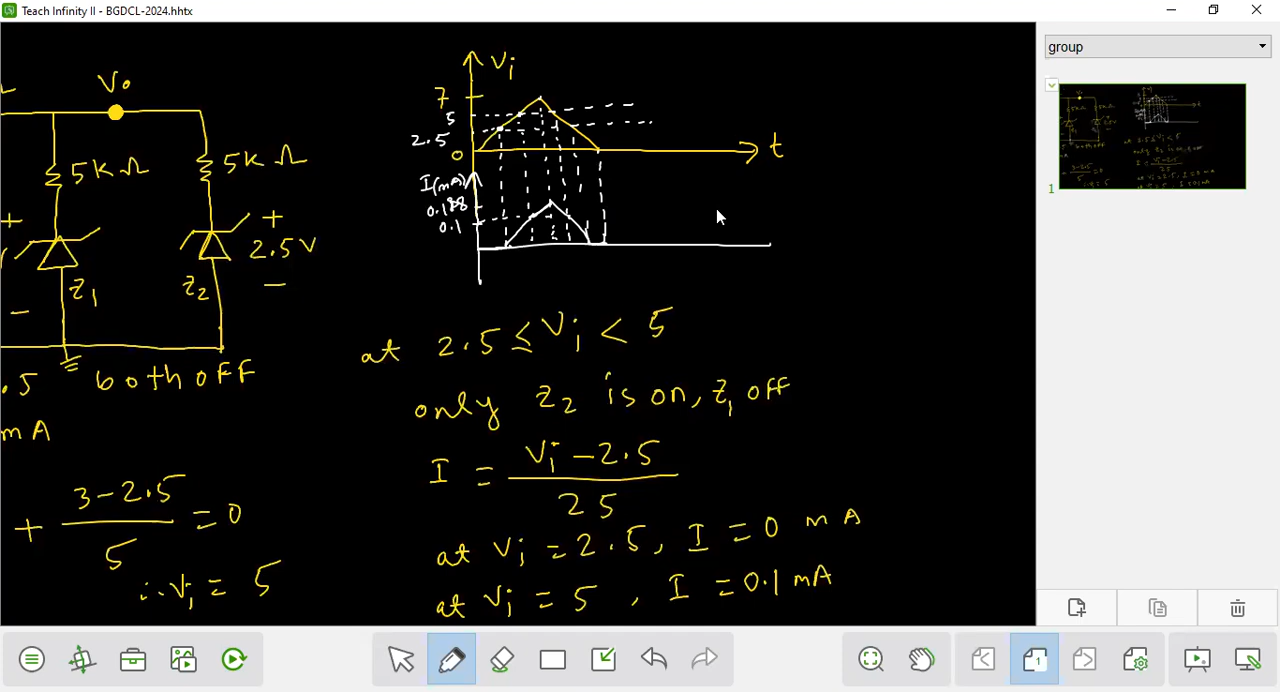 Teach Infinity II - BGDCL-2024.hhtx
group
1
Vo
5KΩ
5KΩ
+
+
2.5V
Z1
Z2
−
−
.5 both OFF
mA
+ 3-2.5/5 = 0
∴ Vi = 5
Vi
7
5
2.5
0
t
I(mA)
0.188
0.1
at 2.5 ≤ Vi < 5
only Z2 is on, Z1 off
I = Vi - 2.5 / 25
at Vi = 2.5, I = 0 mA
at Vi = 5, I = 0.1 mA
1